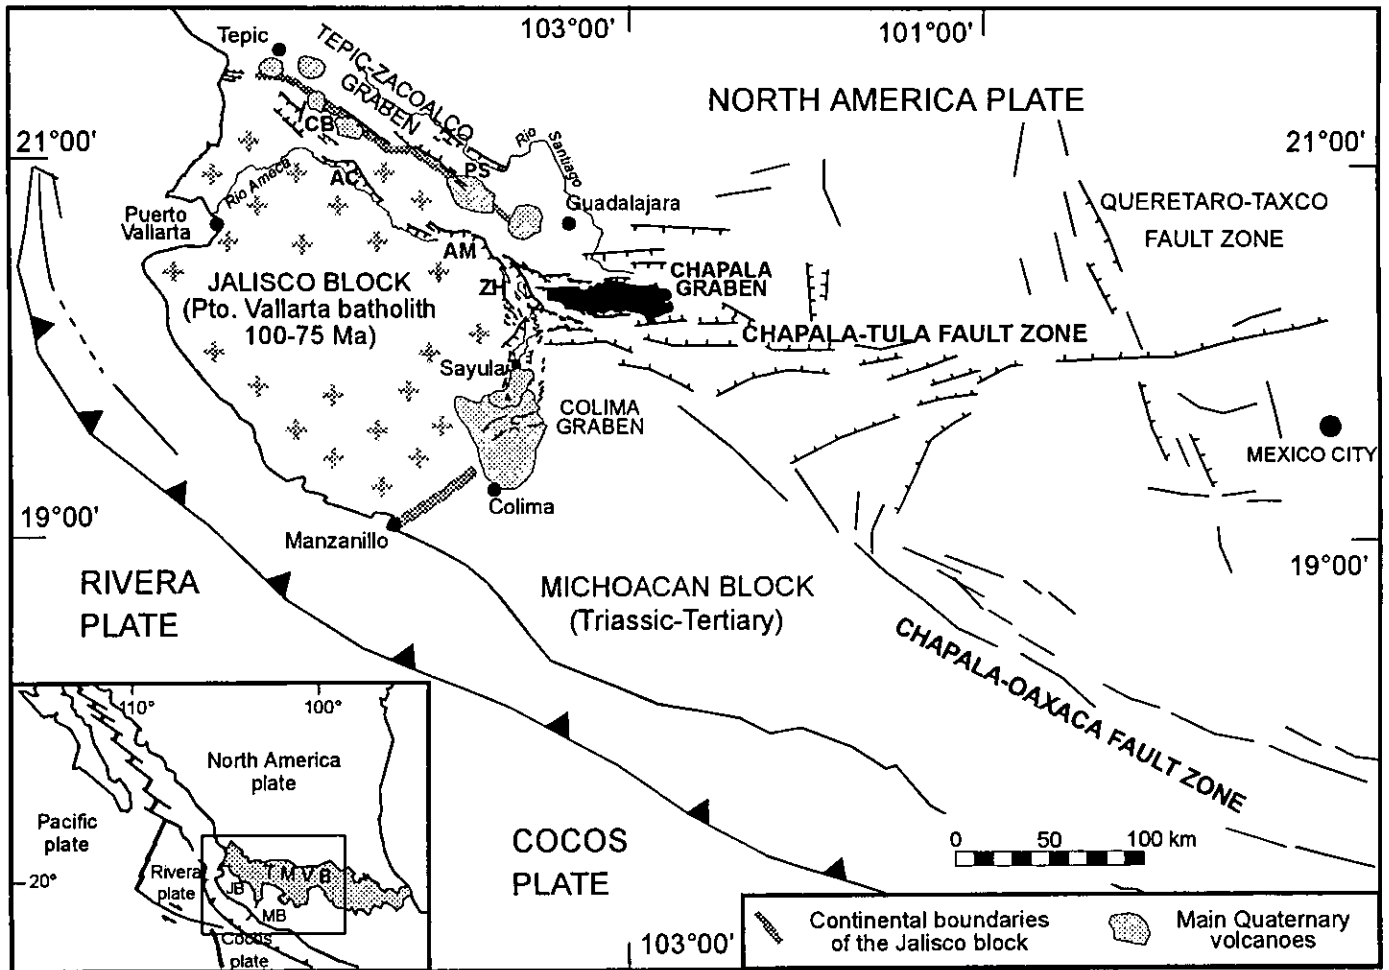 103°00'
101°00'
Tepic
TEPIC-ZACOALCO
GRABEN
NORTH AMERICA PLATE
21°00'
21°00'
CB
Rio
Santiago
PS
AC
Rio Ameca
Puerto
Vallarta
Guadalajara
QUERETARO-TAXCO
FAULT ZONE
AM
CHAPALA
GRABEN
ZH
JALISCO BLOCK
(Pto. Vallarta batholith
100-75 Ma)
CHAPALA-TULA FAULT ZONE
Sayula
COLIMA
GRABEN
MEXICO CITY
Colima
19°00'
19°00'
Manzanillo
RIVERA
PLATE
MICHOACAN BLOCK
(Triassic-Tertiary)
CHAPALA-OAXACA FAULT ZONE
COCOS
PLATE
0 50 100 km
110°
100°
North America
plate
Pacific
plate
Rivera
plate
20°
T M V B
JB
MB
Cocos
plate
103°00'
Continental boundaries
of the Jalisco block
Main Quaternary
volcanoes